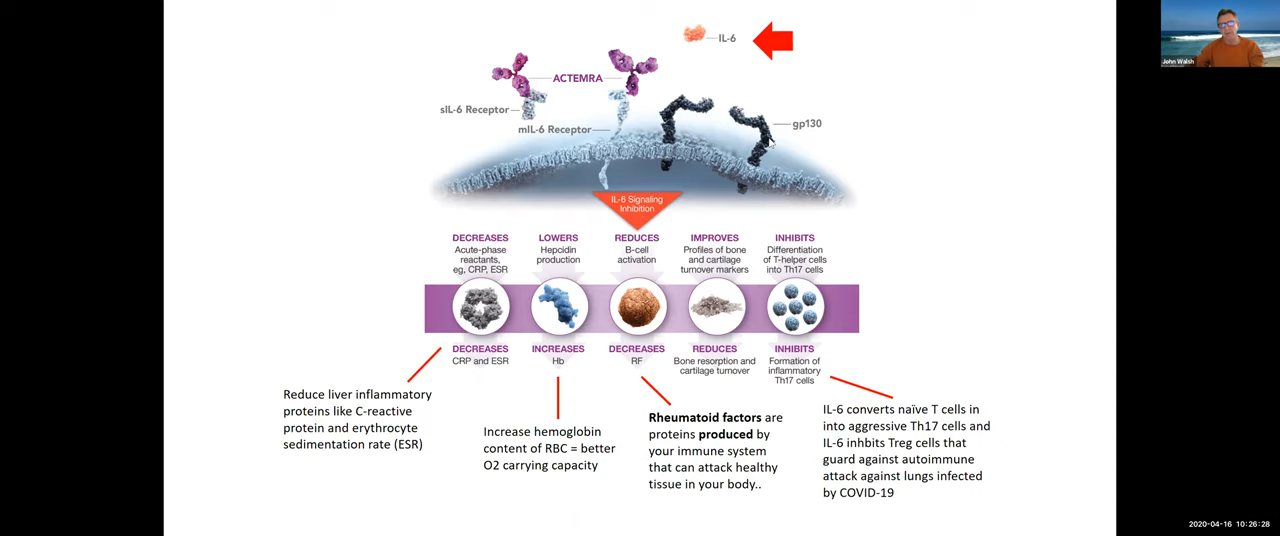 IL-6
John Walsh
ACTEMRA
sIL-6 Receptor
mIL-6 Receptor
gp130
IL-6 Signaling
Inhibition
DECREASES
Acute-phase
reactants,
eg, CRP, ESR
LOWERS
Hepcidin
production
REDUCES
B-cell
activation
IMPROVES
Profiles of bone
and cartilage
turnover markers
INHIBITS
Differentiation
of T-helper cells
into Th17 cells
DECREASES
CRP and ESR
INCREASES
Hb
DECREASES
RF
REDUCES
Bone resorption and
cartilage turnover
INHIBITS
Formation of
inflammatory
Th17 cells
Reduce liver inflammatory
proteins like C-reactive
protein and erythrocyte
sedimentation rate (ESR)
Increase hemoglobin
content of RBC = better
O2 carrying capacity
Rheumatoid factors are
proteins produced by
your immune system
that can attack healthy
tissue in your body..
IL-6 converts naïve T cells in
into aggressive Th17 cells and
IL-6 inhbits Treg cells that
guard against autoimmune
attack against lungs infected
by COVID-19
2020-04-16 10:26:28